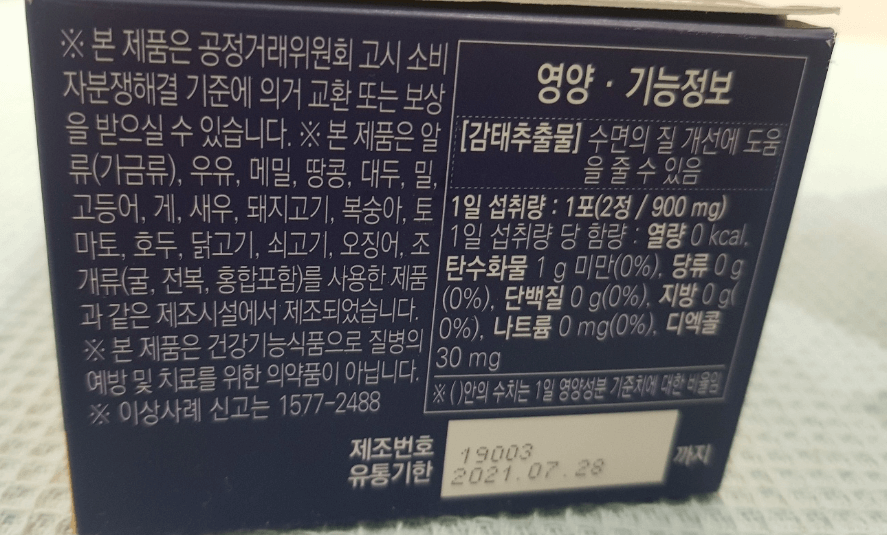 ※ 본 제품은 공정거래위원회 고시 소비
자분쟁해결 기준에 의거 교환 또는 보상
을 받으실 수 있습니다. ※ 본 제품은 알
류(가금류), 우유, 메밀, 땅콩, 대두, 밀,
고등어, 게, 새우, 돼지고기, 복숭아, 토
마토, 호두, 닭고기, 쇠고기, 오징어, 조
개류(굴, 전복, 홍합포함)를 사용한 제품
과 같은 제조시설에서 제조되었습니다.
※ 본 제품은 건강기능식품으로 질병의
예방 및 치료를 위한 의약품이 아닙니다.
※ 이상사례 신고는 1577-2488
영양 · 기능정보
[감태추출물] 수면의 질 개선에 도움
을 줄 수 있음
1일 섭취량 : 1포(2정 / 900 mg)
1일 섭취량 당 함량 : 열량 0 kcal,
탄수화물 1 g 미만(0%), 당류 0 g
(0%), 단백질 0 g(0%), 지방 0 g(
0%), 나트륨 0 mg(0%), 디엑콜
30 mg
※ ( )안의 수치는 1일 영양성분 기준치에 대한 비율임
제조번호 19003
유통기한 2021.07.28 까지